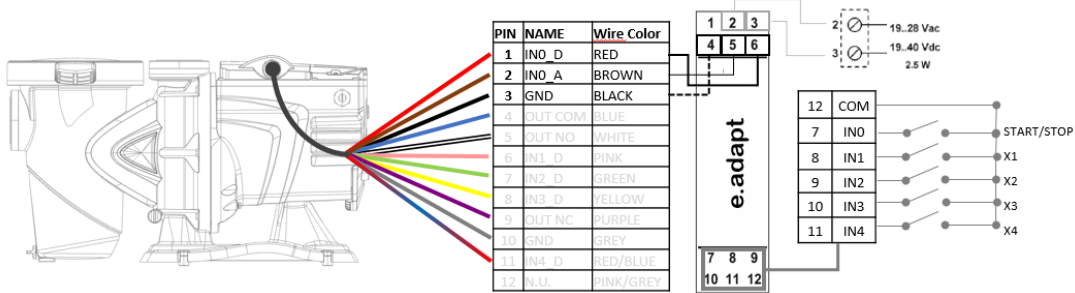 PIN NAME Wire Color
1 IN0_D RED
2 IN0_A BROWN
3 GND BLACK
4 OUT COM BLUE
5 OUT NO WHITE
6 IN1_D PINK
7 IN2_D GREEN
8 IN3_D YELLOW
9 OUT NC PURPLE
10 GND GREY
11 IN4_D RED/BLUE
12 N.U. PINK/GREY
1 2 3
4 5 6
e.adapt
7 8 9
10 11 12
2 19..28 Vac
3 19..40 Vdc
2.5 W
12 COM
7 IN0 START/STOP
8 IN1 X1
9 IN2 X2
10 IN3 X3
11 IN4 X4